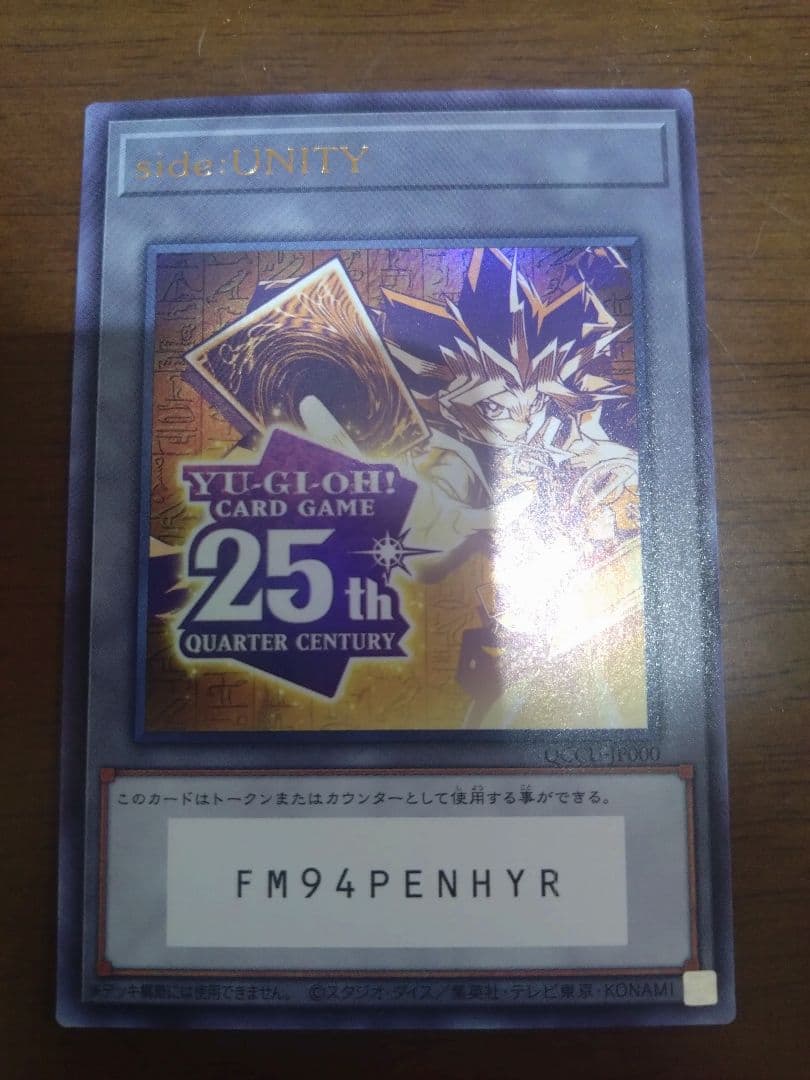 side:UNITY
YU-GI-OH!
CARD GAME
25th
QUARTER CENTURY
QCCU-JP000
このカードはトークンまたはカウンターとして使用する事ができる。
FM94PENHYR
※デッキ構築には使用できません。 ©スタジオ・ダイス／集英社・テレビ東京・KONAMI